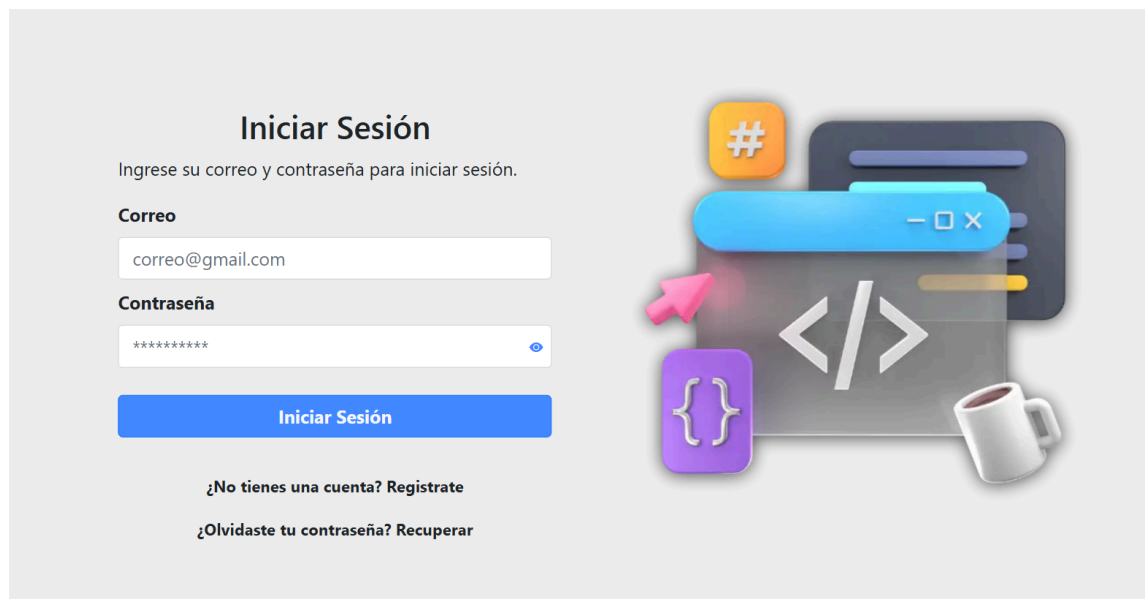 Iniciar Sesión
Ingrese su correo y contraseña para iniciar sesión.
Correo
correo@gmail.com
Contraseña
**********
Iniciar Sesión
¿No tienes una cuenta? Registrate
¿Olvidaste tu contraseña? Recuperar
#
</>
{}